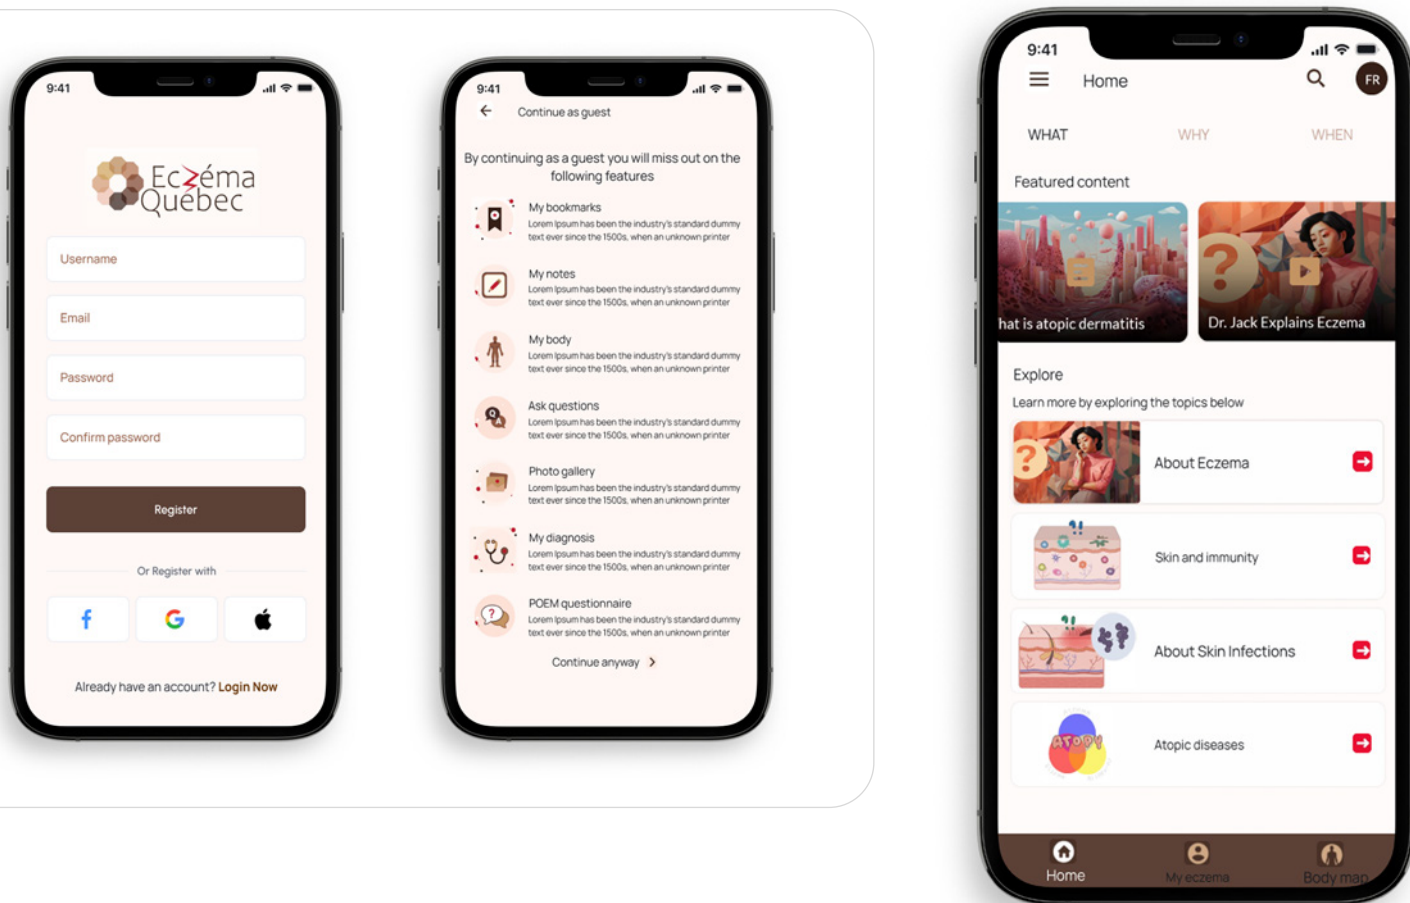 9:41
Eczéma
Québec
Username
Email
Password
Confirm password
Register
Or Register with
Already have an account? Login Now
9:41
Continue as guest
By continuing as a guest you will miss out on the
following features
My bookmarks
Lorem Ipsum has been the industry's standard dummy
text ever since the 1500s, when an unknown printer
My notes
Lorem Ipsum has been the industry's standard dummy
text ever since the 1500s, when an unknown printer
My body
Lorem Ipsum has been the industry's standard dummy
text ever since the 1500s, when an unknown printer
Ask questions
Q
A
Lorem Ipsum has been the industry's standard dummy
text ever since the 1500s, when an unknown printer
Photo gallery
Lorem Ipsum has been the industry's standard dummy
text ever since the 1500s, when an unknown printer
My diagnosis
Lorem Ipsum has been the industry's standard dummy
text ever since the 1500s, when an unknown printer
POEM questionnaire
?
Lorem Ipsum has been the industry's standard dummy
text ever since the 1500s, when an unknown printer
Continue anyway >
9:41
Home
FR
WHAT WHY WHEN
Featured content
?
hat is atopic dermatitis
Dr. Jack Explains Eczema
Explore
Learn more by exploring the topics below
?
About Eczema
Skin and immunity
About Skin Infections
ATOPY
Atopic diseases
Home My eczema Body map